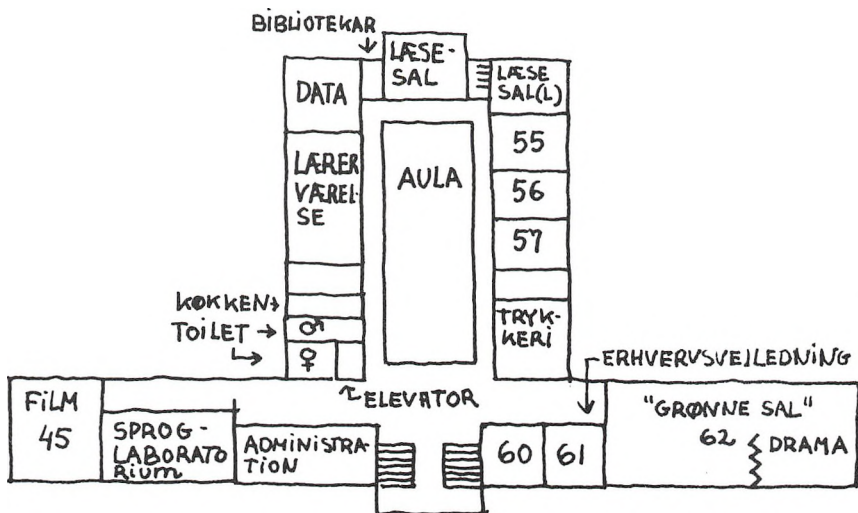 BIBLIOTEKAR
LÆSE-
SAL
LÆSE
SAL(L)
DATA
55
LÆRER
VÆREL-
SE
AULA
56
57
KØKKEN
TOILET
♂
♀
TRYK-
KERI
ELEVATOR
ERHVERVSVEJLEDNING
FILM
45
SPROG-
LABORATO
RIUM
ADMINISTRA-
TION
60
61
"GRØNNE SAL"
62
DRAMA